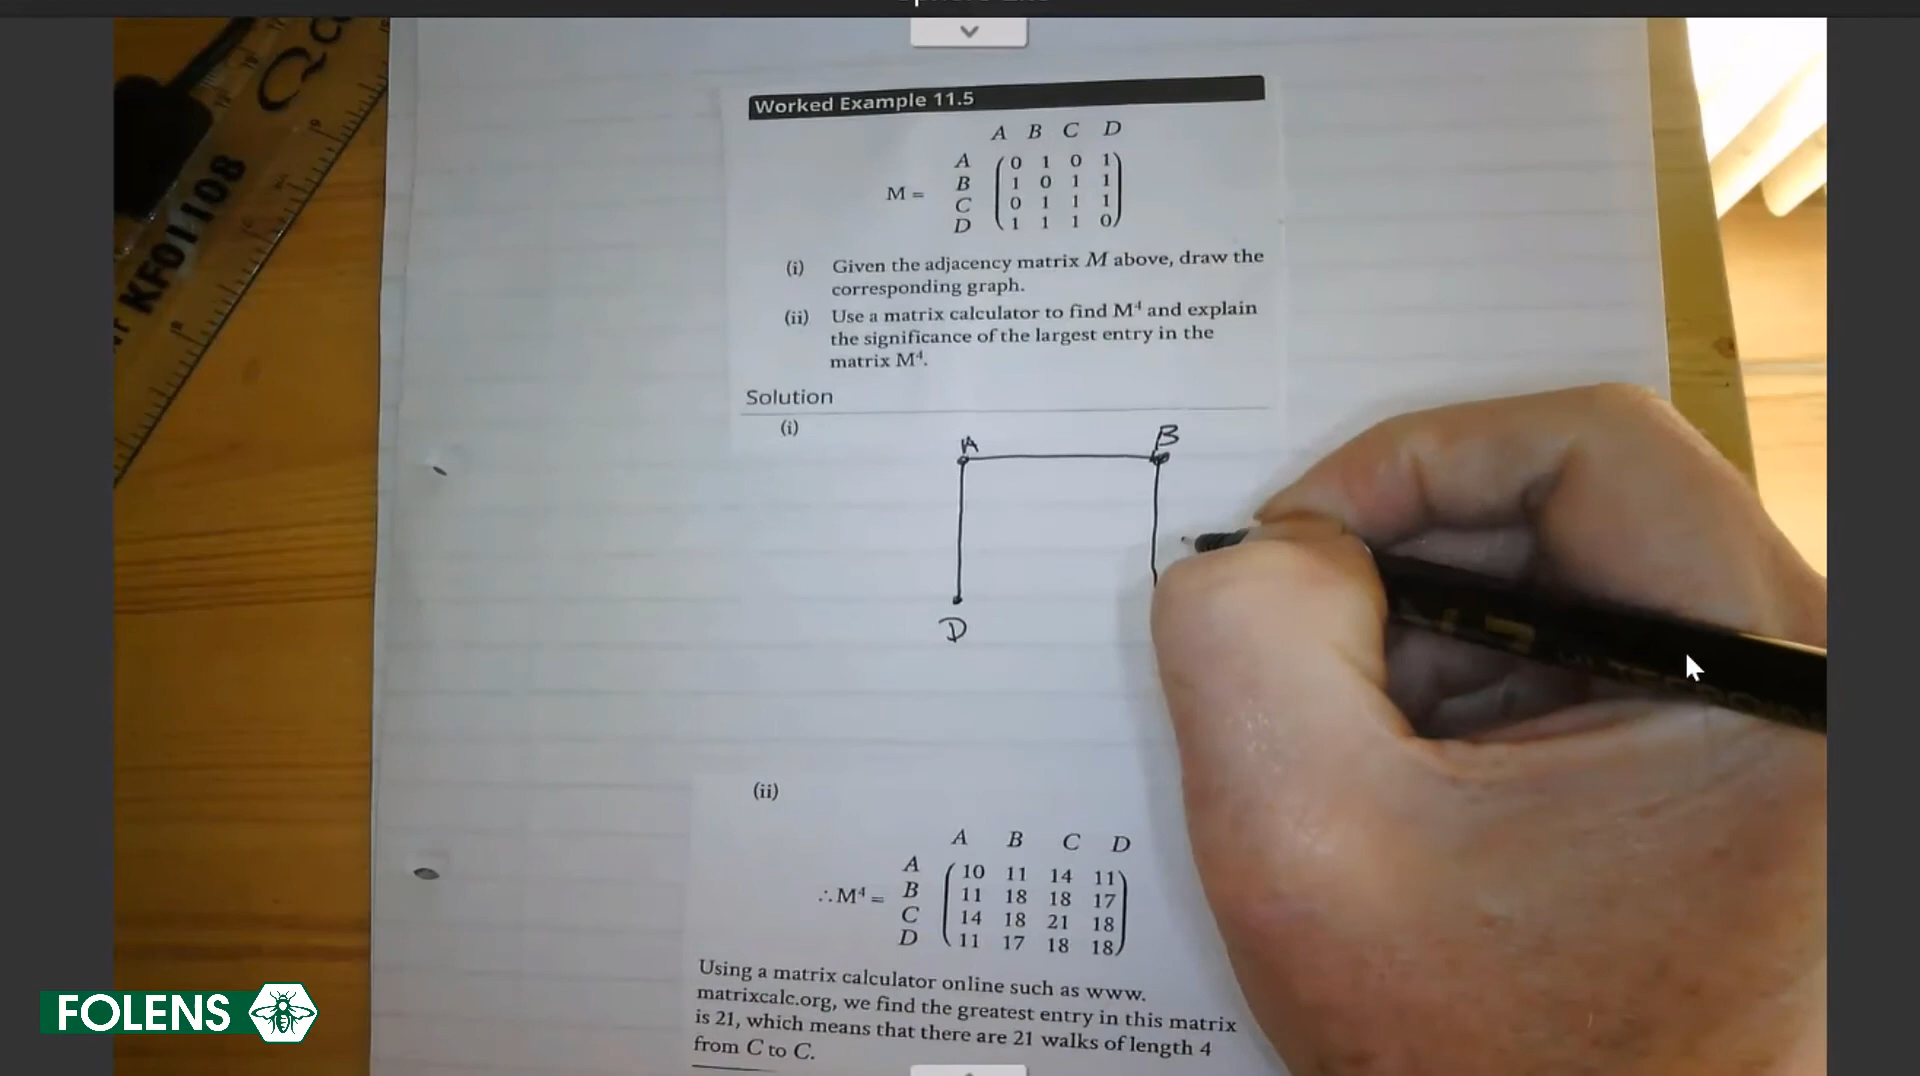 KF01108
Worked Example 11.5
A B C D
A 0 1 0 1
M = B 1 0 1 1
C 0 1 1 1
D 1 1 1 0
(i) Given the adjacency matrix M above, draw the
corresponding graph.
(ii) Use a matrix calculator to find M⁴ and explain
the significance of the largest entry in the
matrix M⁴.
Solution
(i)
A B
D
(ii)
A B C D
A 10 11 14 11
∴M⁴ = B 11 18 18 17
C 14 18 21 18
D 11 17 18 18
Using a matrix calculator online such as www.
matrixcalc.org, we find the greatest entry in this matrix
is 21, which means that there are 21 walks of length 4
from C to C.
FOLENS